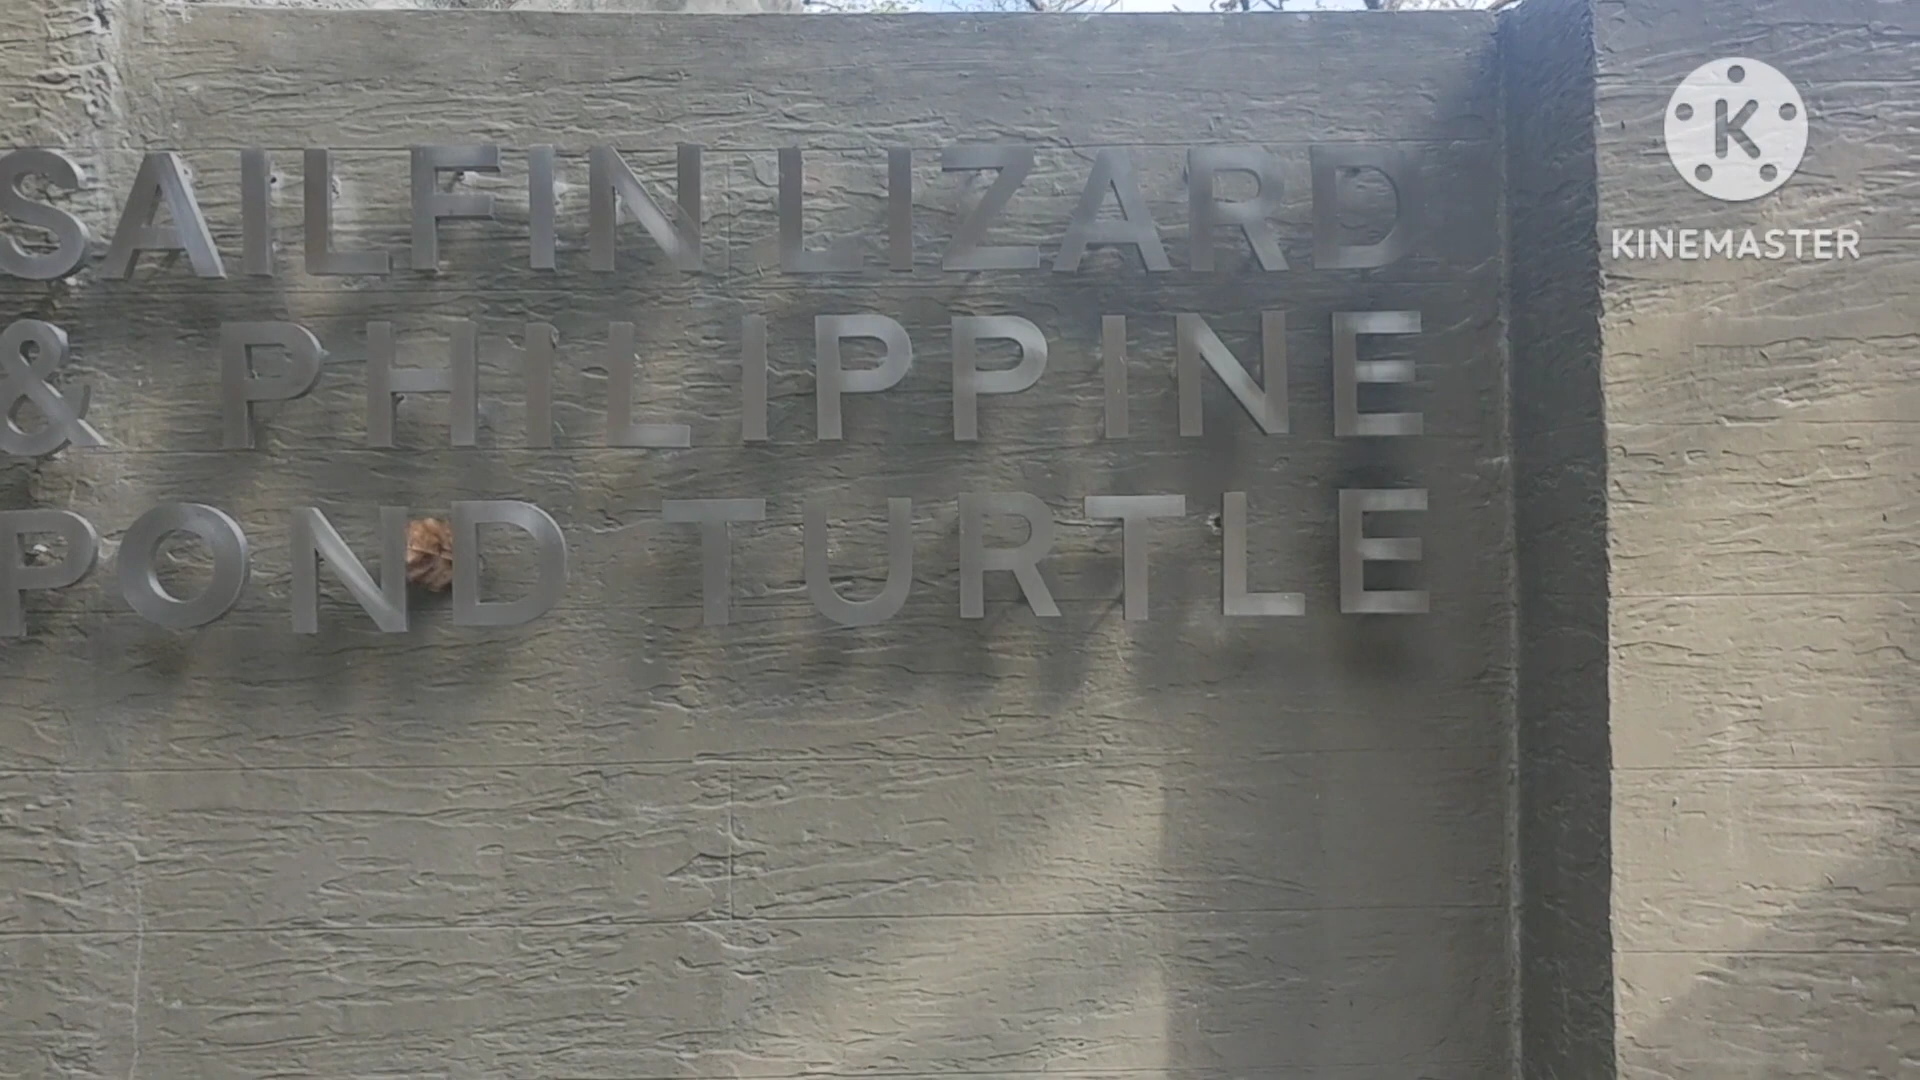 SAILFIN LIZARD
& PHILIPPINE
POND TURTLE
K
KINEMASTER